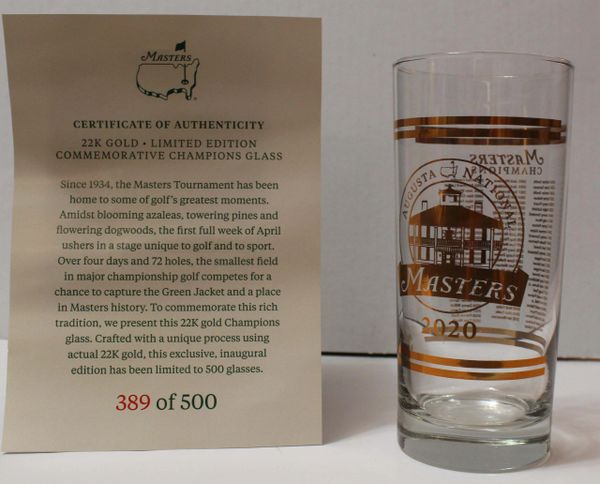 MASTERS
CERTIFICATE OF AUTHENTICITY
22K GOLD • LIMITED EDITION
COMMEMORATIVE CHAMPIONS GLASS
Since 1934, the Masters Tournament has been
home to some of golf's greatest moments.
Amidst blooming azaleas, towering pines and
flowering dogwoods, the first full week of April
ushers in a stage unique to golf and to sport.
Over four days and 72 holes, the smallest field
in major championship golf competes for a
chance to capture the Green Jacket and a place
in Masters history. To commemorate this rich
tradition, we present this 22K gold Champions
glass. Crafted with a unique process using
actual 22K gold, this exclusive, inaugural
edition has been limited to 500 glasses.
389 of 500
MASTERS
CHAMPIONS
AUGUSTA NATIONAL
MASTERS
2020